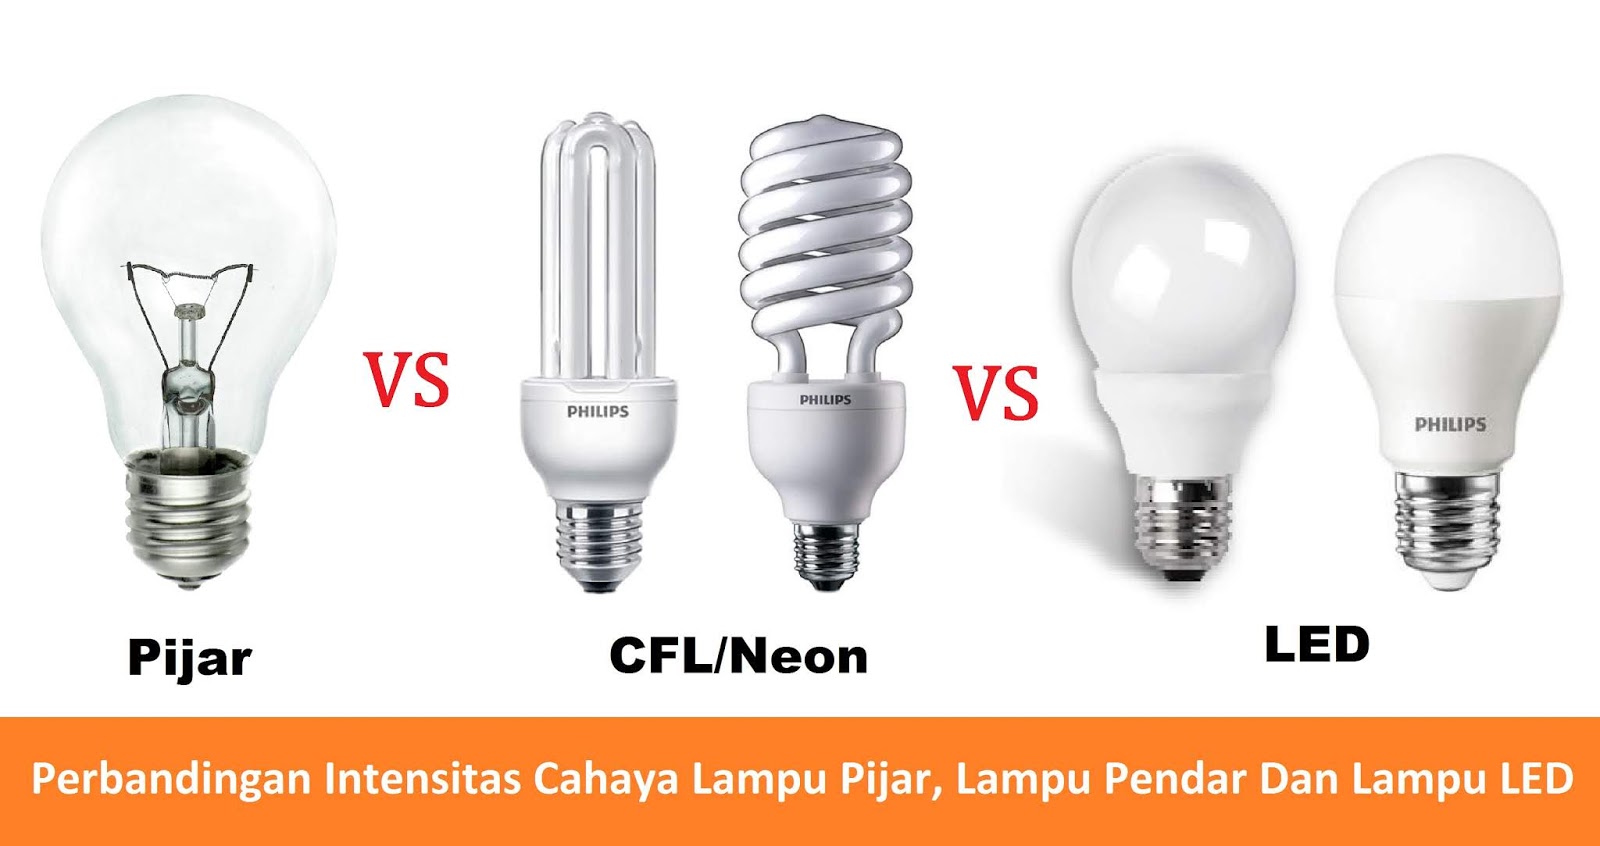 VS
VS
PHILIPS
PHILIPS
PHILIPS
Pijar
CFL/Neon
LED
Perbandingan Intensitas Cahaya Lampu Pijar, Lampu Pendar Dan Lampu LED